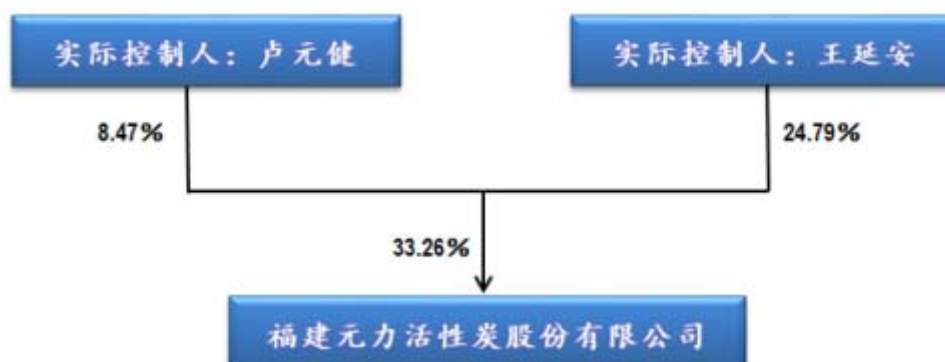 实际控制人：卢元健
实际控制人：王延安
8.47%
24.79%
33.26%
福建元力活性炭股份有限公司